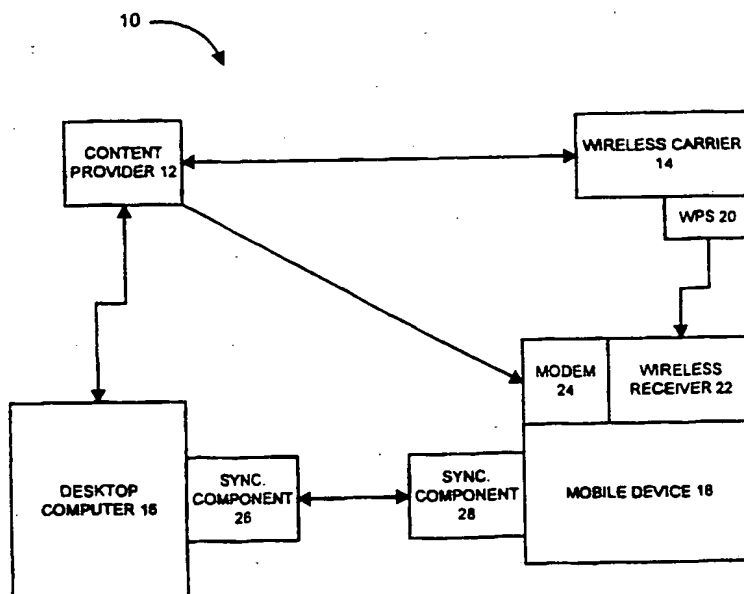 10
CONTENT
PROVIDER 12
WIRELESS CARRIER
14
WPS 20
MODEM
24
WIRELESS
RECEIVER 22
DESKTOP
COMPUTER 16
SYNC.
COMPONENT
26
SYNC.
COMPONENT
28
MOBILE DEVICE 18